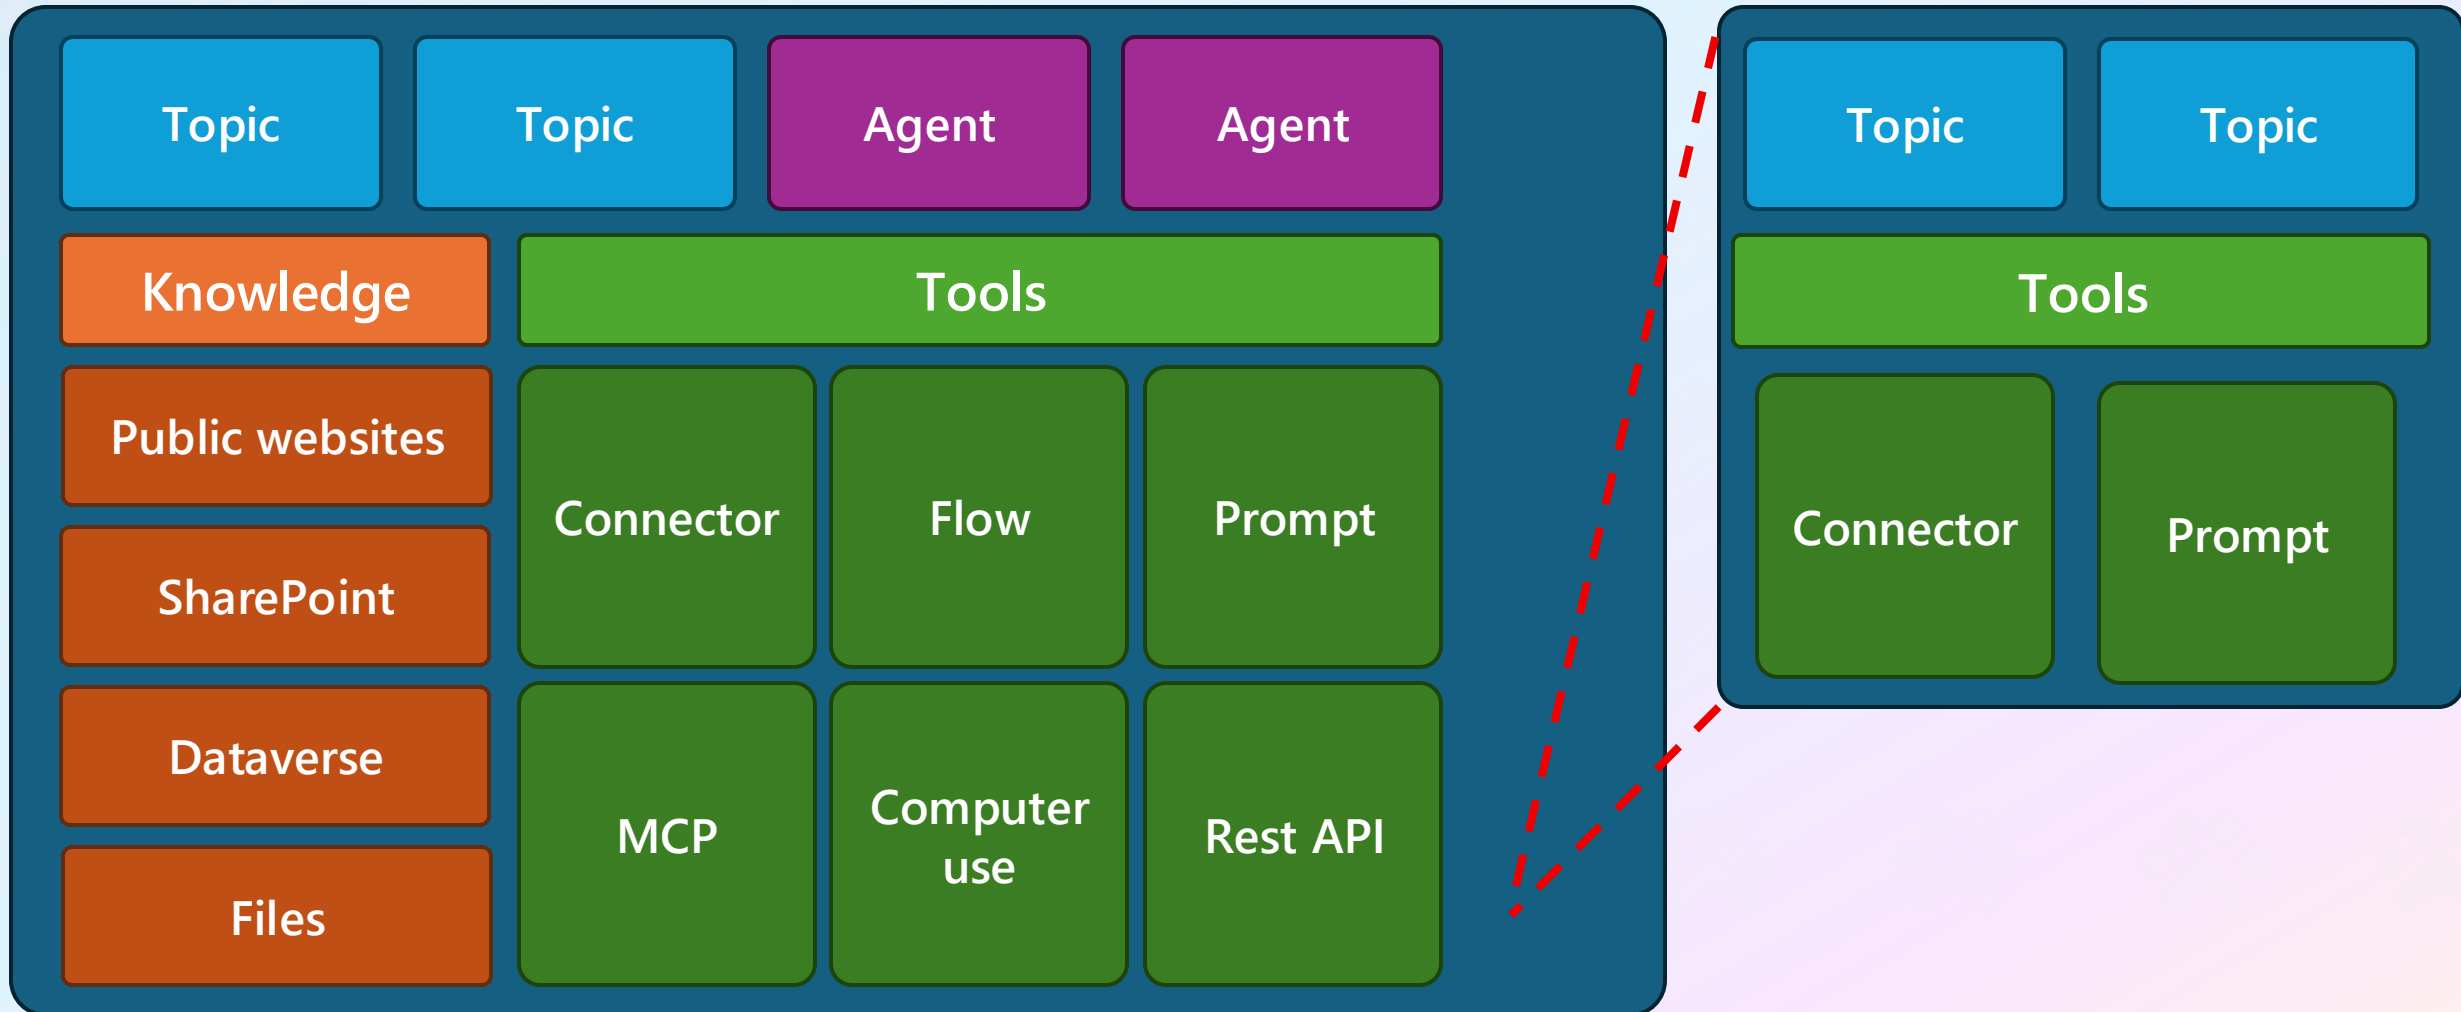 Topic
Topic
Agent
Agent
Knowledge
Tools
Public websites
SharePoint
Dataverse
Files
Connector
Flow
Prompt
MCP
Computer
use
Rest API
Topic
Topic
Tools
Connector
Prompt